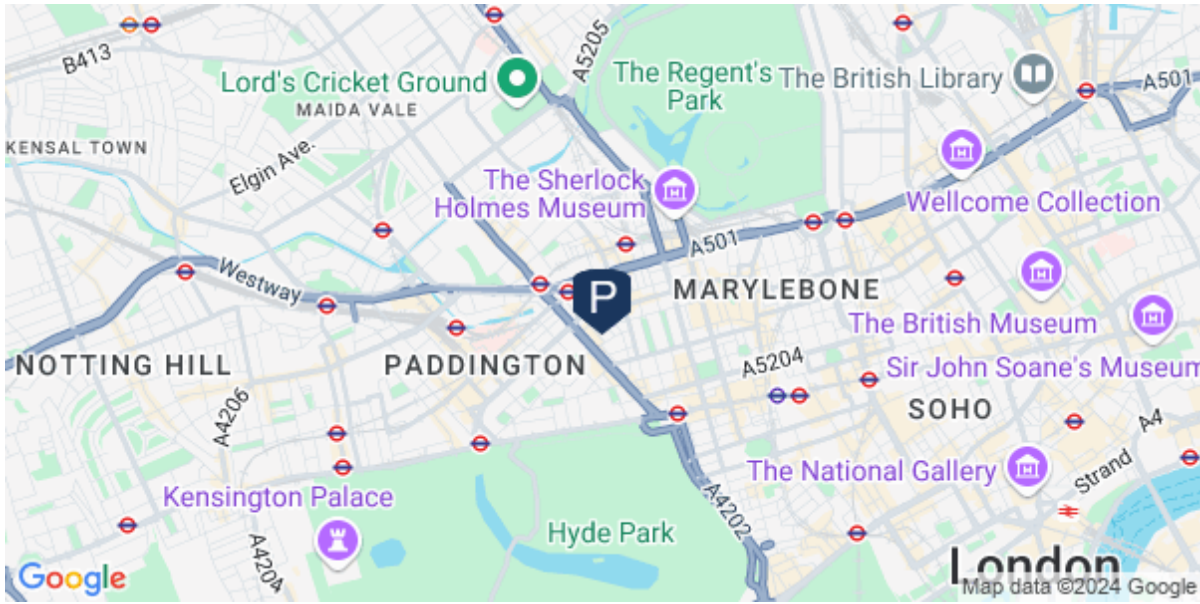 B413
A5205
Lord's Cricket Ground
MAIDA VALE
The Regent's
Park
The British Library
A501
KENSAL TOWN
Elgin Ave.
The Sherlock
Holmes Museum
Wellcome Collection
A501
Westway
P
MARYLEBONE
The British Museum
NOTTING HILL
PADDINGTON
A5204
Sir John Soane's Museum
A4206
SOHO
A4
The National Gallery
Strand
Kensington Palace
A4202
Hyde Park
A4204
London
Google
Map data ©2024 Google